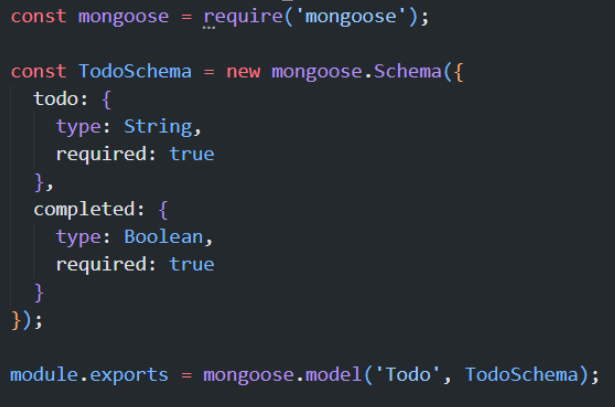 const mongoose = require('mongoose');

const TodoSchema = new mongoose.Schema({
  todo: {
    type: String,
    required: true
  },
  completed: {
    type: Boolean,
    required: true
  }
});

module.exports = mongoose.model('Todo', TodoSchema);